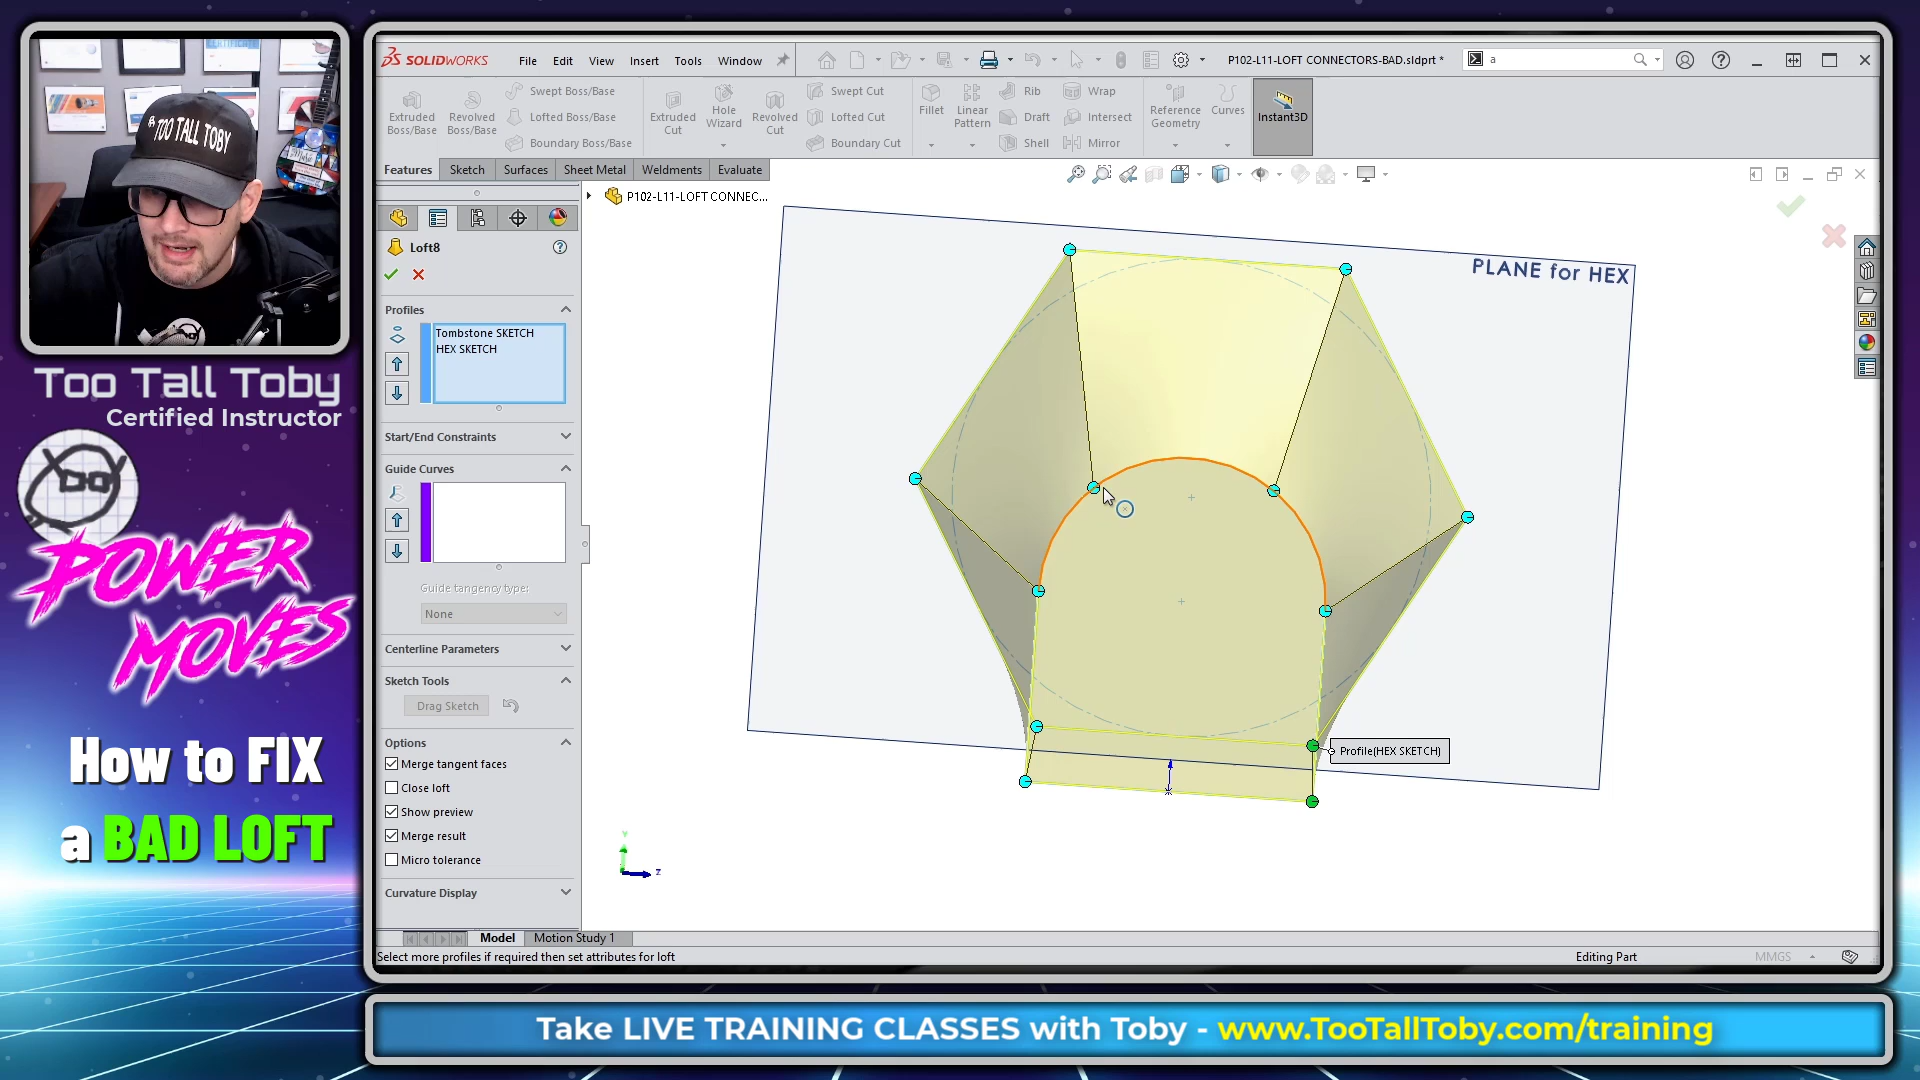 TOO TALL TOBY
Too Tall Toby
Certified Instructor
POWER
MOVES
How to FIX
a BAD LOFT
SOLIDWORKS
File Edit View Insert Tools Window
P102-L11-LOFT CONNECTORS-BAD.sldprt *
a
Extruded Boss/Base
Revolved Boss/Base
Swept Boss/Base
Lofted Boss/Base
Boundary Boss/Base
Extruded Cut
Hole Wizard
Revolved Cut
Swept Cut
Lofted Cut
Boundary Cut
Fillet
Linear Pattern
Rib
Draft
Shell
Wrap
Intersect
Mirror
Reference Geometry
Curves
Instant3D
Features Sketch Surfaces Sheet Metal Weldments Evaluate
P102-L11-LOFT CONNEC...
Loft8
Profiles
Tombstone SKETCH
HEX SKETCH
Start/End Constraints
Guide Curves
Guide tangency type:
None
Centerline Parameters
Sketch Tools
Drag Sketch
Options
Merge tangent faces
Close loft
Show preview
Merge result
Micro tolerance
Curvature Display
PLANE for HEX
Profile(HEX SKETCH)
Y
Z
Model Motion Study 1
Select more profiles if required then set attributes for loft
Editing Part
MMGS
Take LIVE TRAINING CLASSES with Toby - www.TooTallToby.com/training